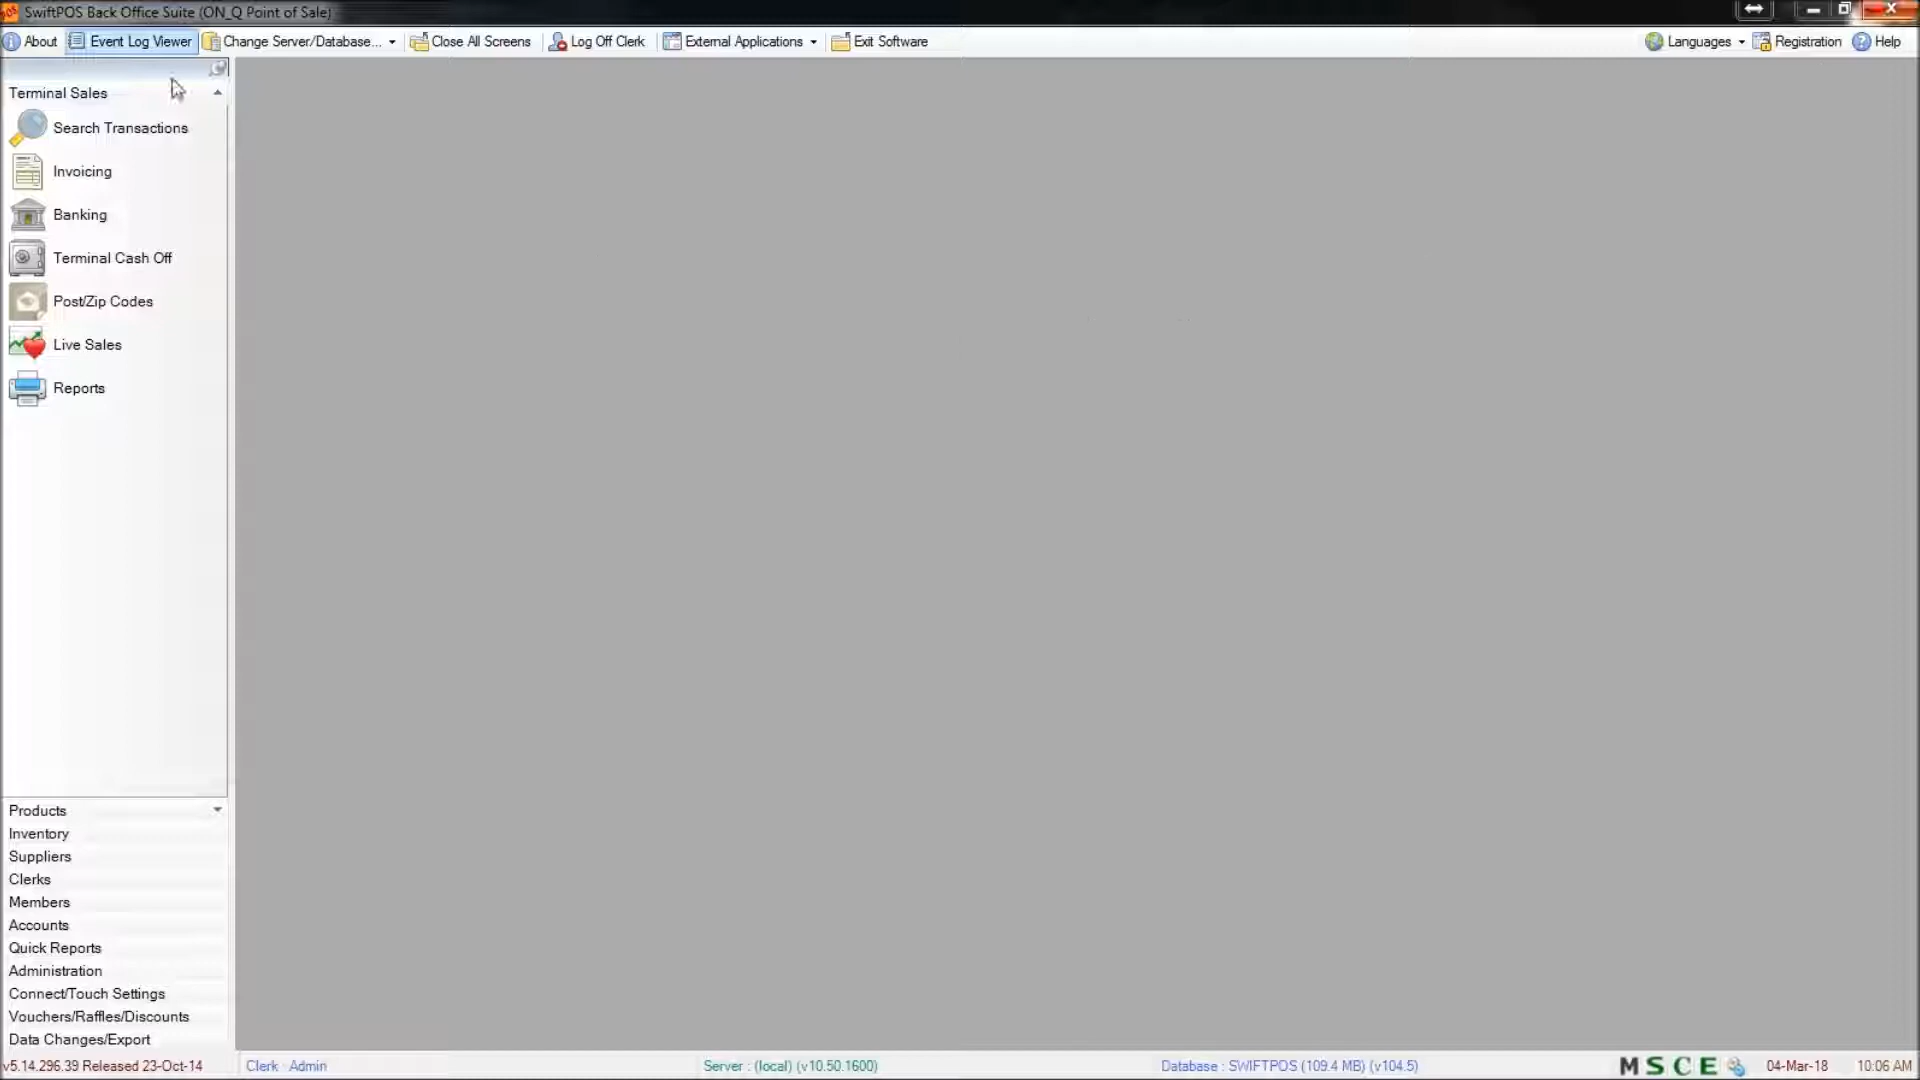 SwiftPOS Back Office Suite (ON_Q Point of Sale)
About Event Log Viewer Change Server/Database... Close All Screens Log Off Clerk External Applications Exit Software Languages Registration Help
Terminal Sales
Search Transactions
Invoicing
Banking
Terminal Cash Off
Post/Zip Codes
Live Sales
Reports
Products
Inventory
Suppliers
Clerks
Members
Accounts
Quick Reports
Administration
Connect/Touch Settings
Vouchers/Raffles/Discounts
Data Changes/Export
v5.14.296.39 Released 23-Oct-14 Clerk : Admin Server : (local) (v10.50.1600) Database : SWIFTPOS (109.4 MB) (v104.5) M S C E 04-Mar-18 10:06 AM